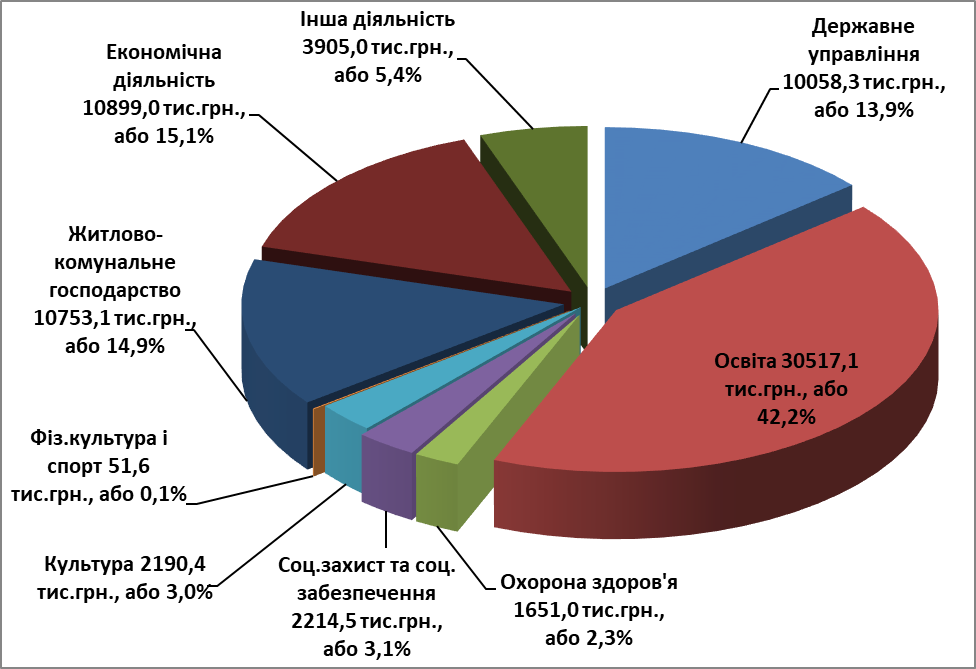 Інша діяльність
3905,0 тис.грн.,
або 5,4%
Державне
управління
10058,3 тис.грн.,
або 13,9%
Економічна
діяльність
10899,0 тис.грн.,
або 15,1%
Житлово-
комунальне
господарство
10753,1 тис.грн.,
або 14,9%
Освіта 30517,1
тис.грн., або
42,2%
Фіз.культура і
спорт 51,6
тис.грн., або 0,1%
Культура 2190,4
тис.грн., або 3,0%
Соц.захист та соц.
забезпечення
2214,5 тис.грн.,
або 3,1%
Охорона здоров'я
1651,0 тис.грн.,
або 2,3%